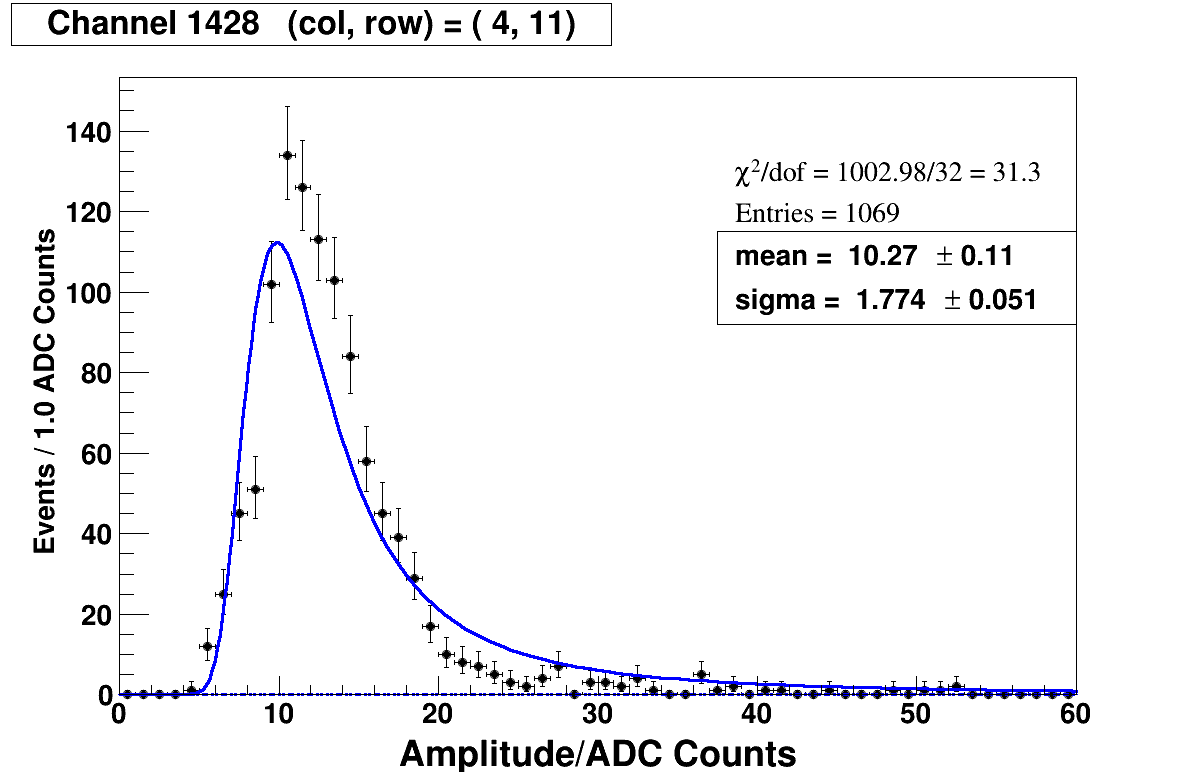 Channel 1428 (col, row) = ( 4, 11)
140
120
100
80
60
40
20
0
Events / 1.0 ADC Counts
χ²/dof = 1002.98/32 = 31.3
Entries = 1069
mean = 10.27 ± 0.11
sigma = 1.774 ± 0.051
0 10 20 30 40 50 60
Amplitude/ADC Counts